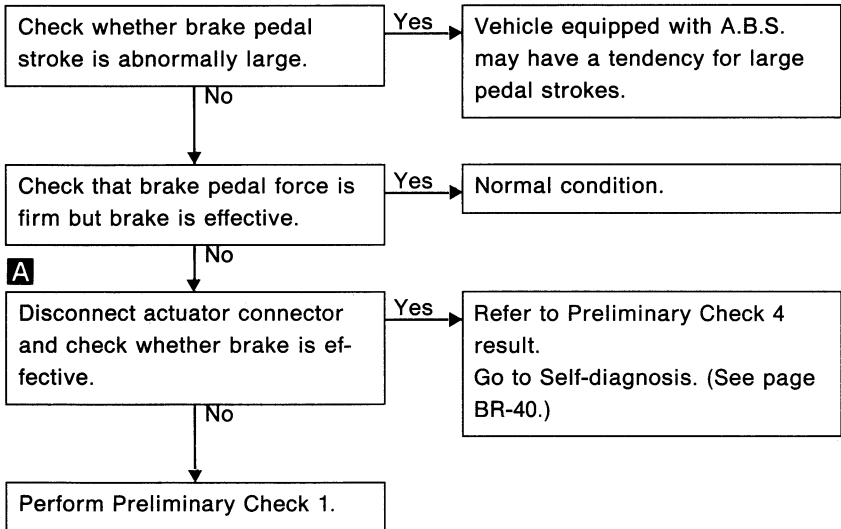 Check whether brake pedal
stroke is abnormally large.
Yes
Vehicle equipped with A.B.S.
may have a tendency for large
pedal strokes.
No
Check that brake pedal force is
firm but brake is effective.
Yes
Normal condition.
No
A
Disconnect actuator connector
and check whether brake is ef-
fective.
Yes
Refer to Preliminary Check 4
result.
Go to Self-diagnosis. (See page
BR-40.)
No
Perform Preliminary Check 1.